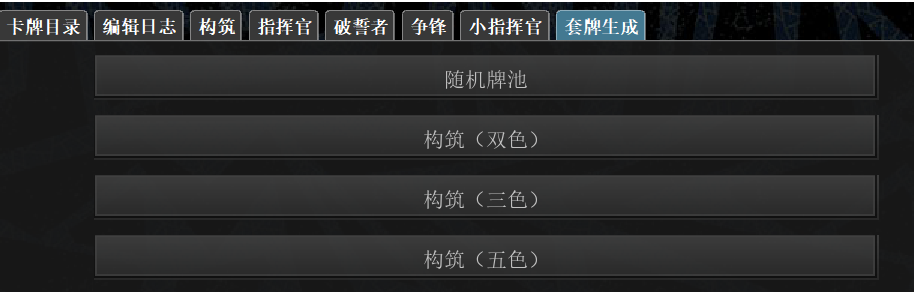 卡牌目录 编辑日志 构筑 指挥官 破誓者 争锋 小指挥官 套牌生成
随机牌池
构筑（双色）
构筑（三色）
构筑（五色）